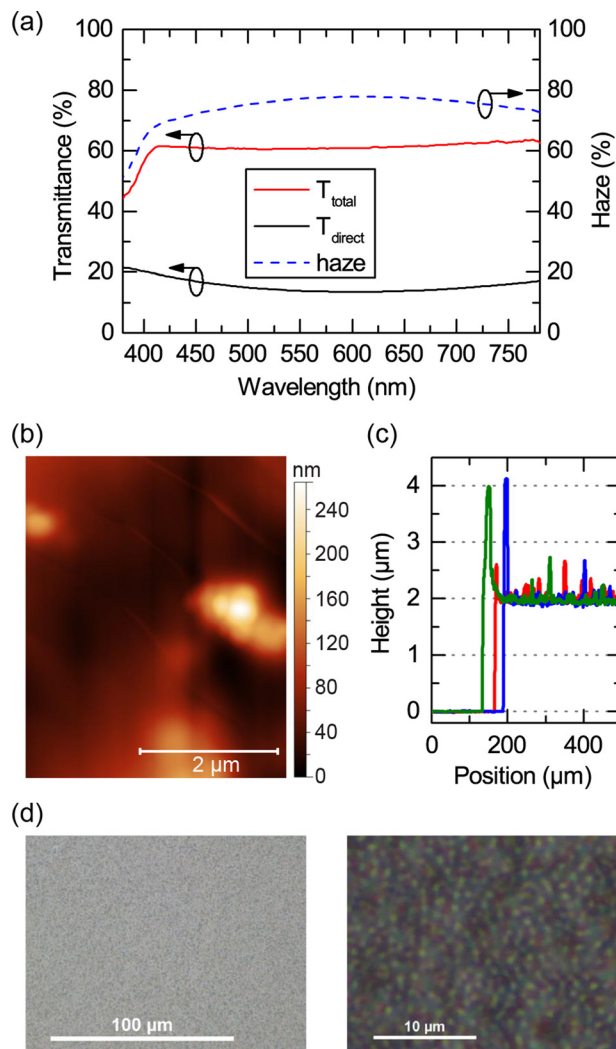 (a)
100
80
60
40
20
0
Transmittance (%)
T total
T direct
haze
100
80
60
40
20
0
Haze (%)
400 450 500 550 600 650 700 750
Wavelength (nm)
(b)
nm
240
200
160
120
80
40
0
2 µm
(c)
4
3
2
1
0
Height (µm)
0 200 400
Position (µm)
(d)
100 µm
10 µm